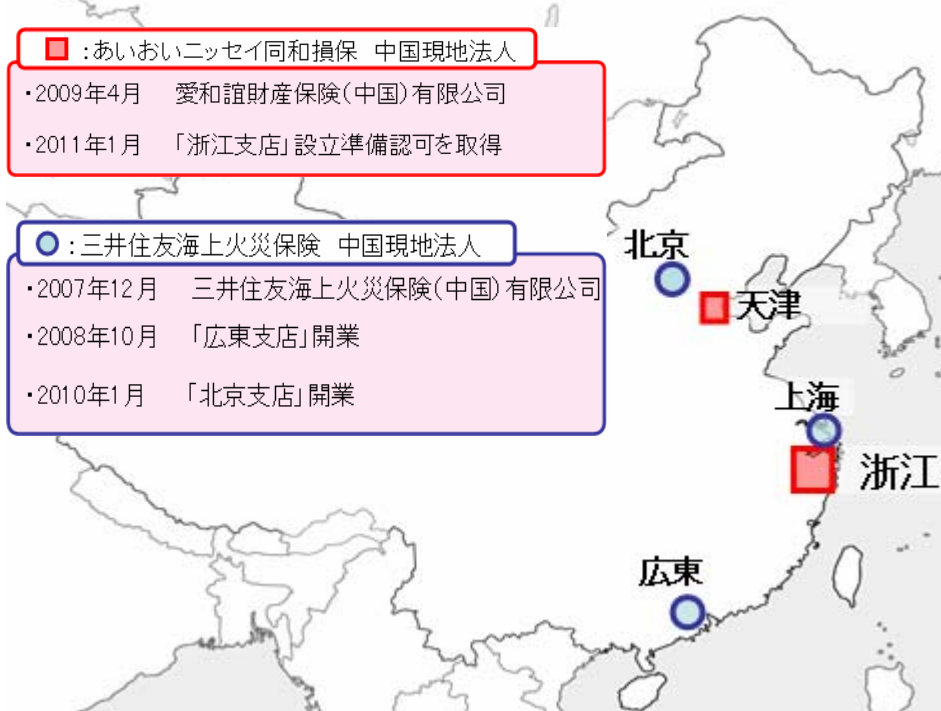 :あいおいニッセイ同和損保 中国現地法人
・2009年4月 愛和誼財産保険(中国)有限公司
・2011年1月 「浙江支店」設立準備認可を取得
:三井住友海上火災保険 中国現地法人
・2007年12月 三井住友海上火災保険(中国)有限公司
・2008年10月 「広東支店」開業
・2010年1月 「北京支店」開業
北京
天津
上海
浙江
広東